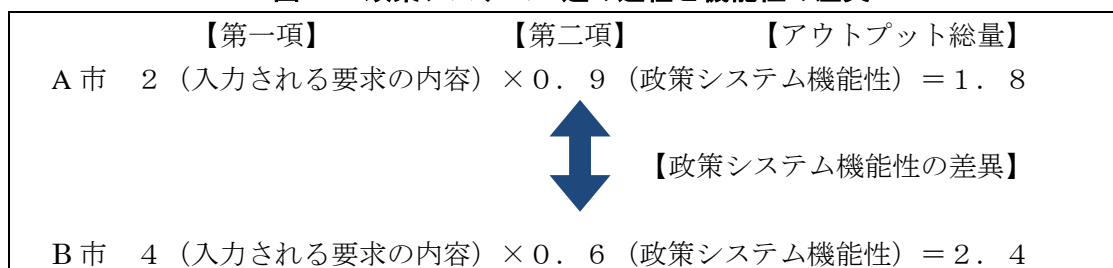 【第一項】 【第二項】 【アウトプット総量】
A市 2(入力される要求の内容)×0.9(政策システム機能性)=1.8
【政策システム機能性の差異】
B市 4(入力される要求の内容)×0.6(政策システム機能性)=2.4